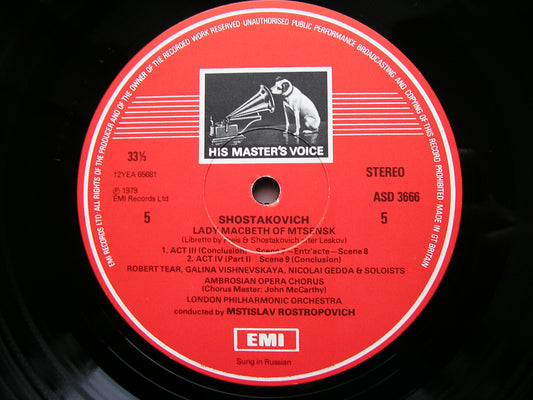 EMI RECORDS LTD · ALL RIGHTS OF THE PRODUCER AND OF THE OWNER OF THE RECORDED WORK RESERVED · UNAUTHORISED PUBLIC PERFORMANCE BROADCASTING AND COPYING OF THIS RECORD PROHIBITED · MADE IN GT BRITAIN
HIS MASTER'S VOICE
33⅓
12YEA 65681
STEREO
℗ 1979
EMI Records Ltd
ASD 3666
5
5
SHOSTAKOVICH
LADY MACBETH OF MTSENSK
(Libretto by Preis & Shostakovich after Leskov)
1. ACT III (Conclusion) Scene 7—Entr'acte—Scene 8
2. ACT IV (Part I) Scene 9 (Conclusion)
ROBERT TEAR, GALINA VISHNEVSKAYA, NICOLAI GEDDA & SOLOISTS
AMBROSIAN OPERA CHORUS
(Chorus Master: John McCarthy)
LONDON PHILHARMONIC ORCHESTRA
conducted by MSTISLAV ROSTROPOVICH
EMI
Sung in Russian